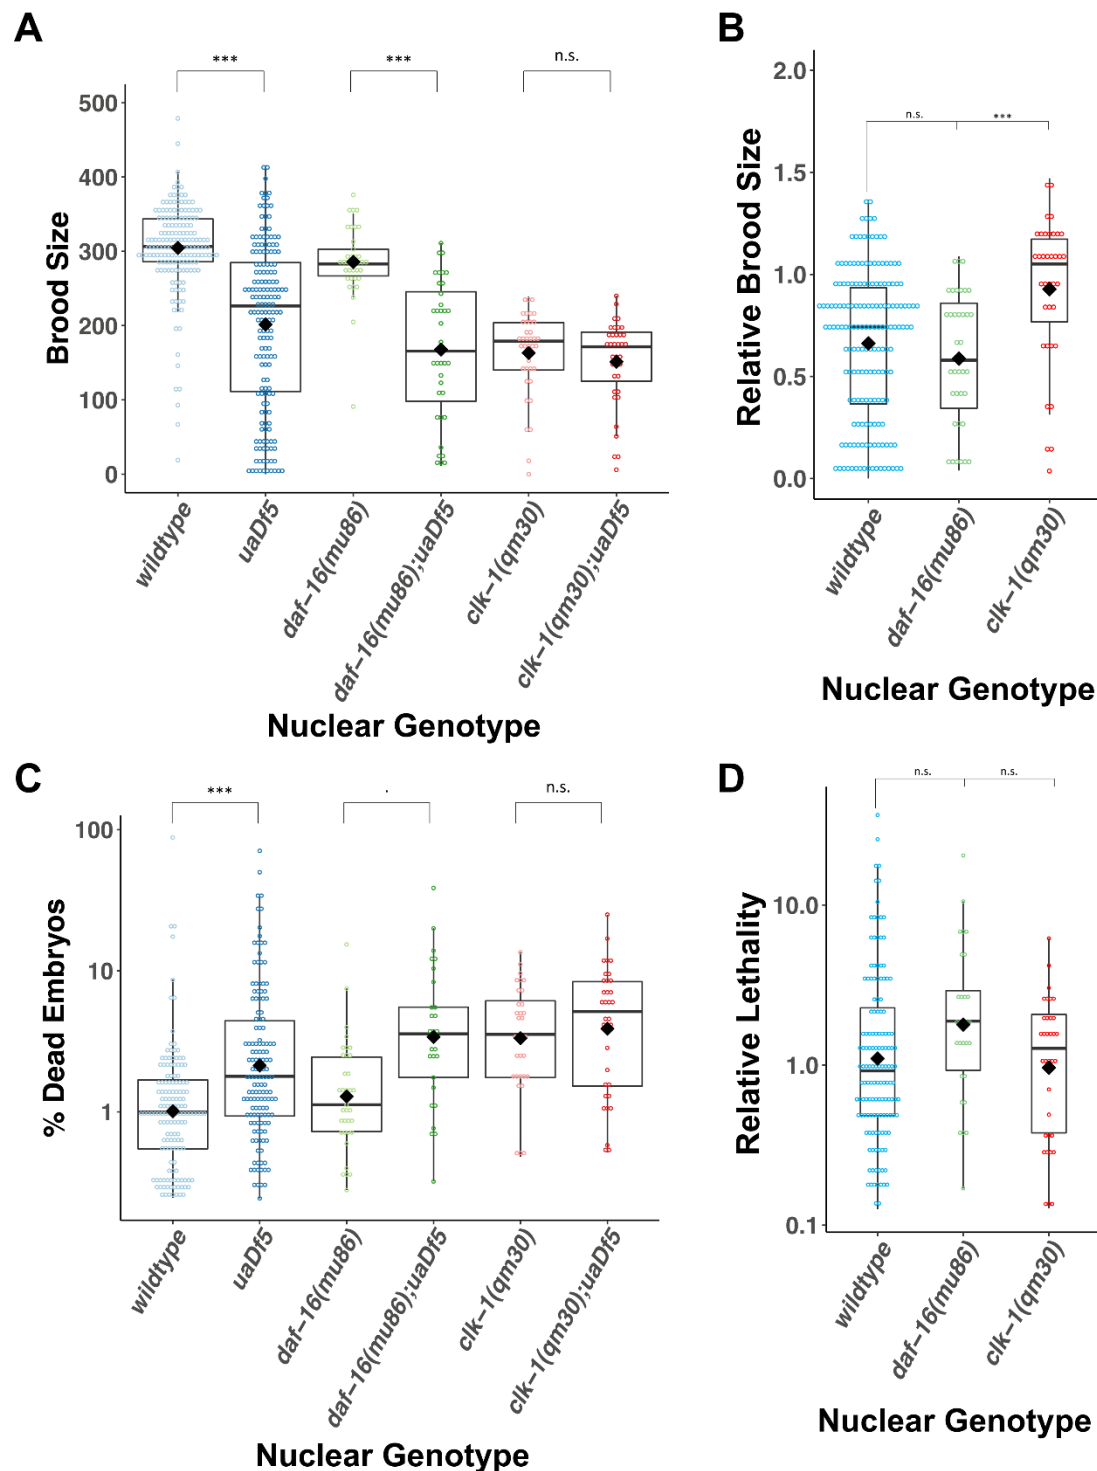 A
***
***
n.s.
Brood Size
500
400
300
200
100
0
wildtype
uaDf5
daf-16(mu86)
daf-16(mu86);uaDf5
clk-1(qm30)
clk-1(qm30);uaDf5
Nuclear Genotype
B
n.s.
***
Relative Brood Size
2.0
1.5
1.0
0.5
0.0
wildtype
daf-16(mu86)
clk-1(qm30)
Nuclear Genotype
C
***
.
n.s.
% Dead Embryos
100
10
1
wildtype
uaDf5
daf-16(mu86)
daf-16(mu86);uaDf5
clk-1(qm30)
clk-1(qm30);uaDf5
Nuclear Genotype
D
n.s.
n.s.
Relative Lethality
10.0
1.0
0.1
wildtype
daf-16(mu86)
clk-1(qm30)
Nuclear Genotype